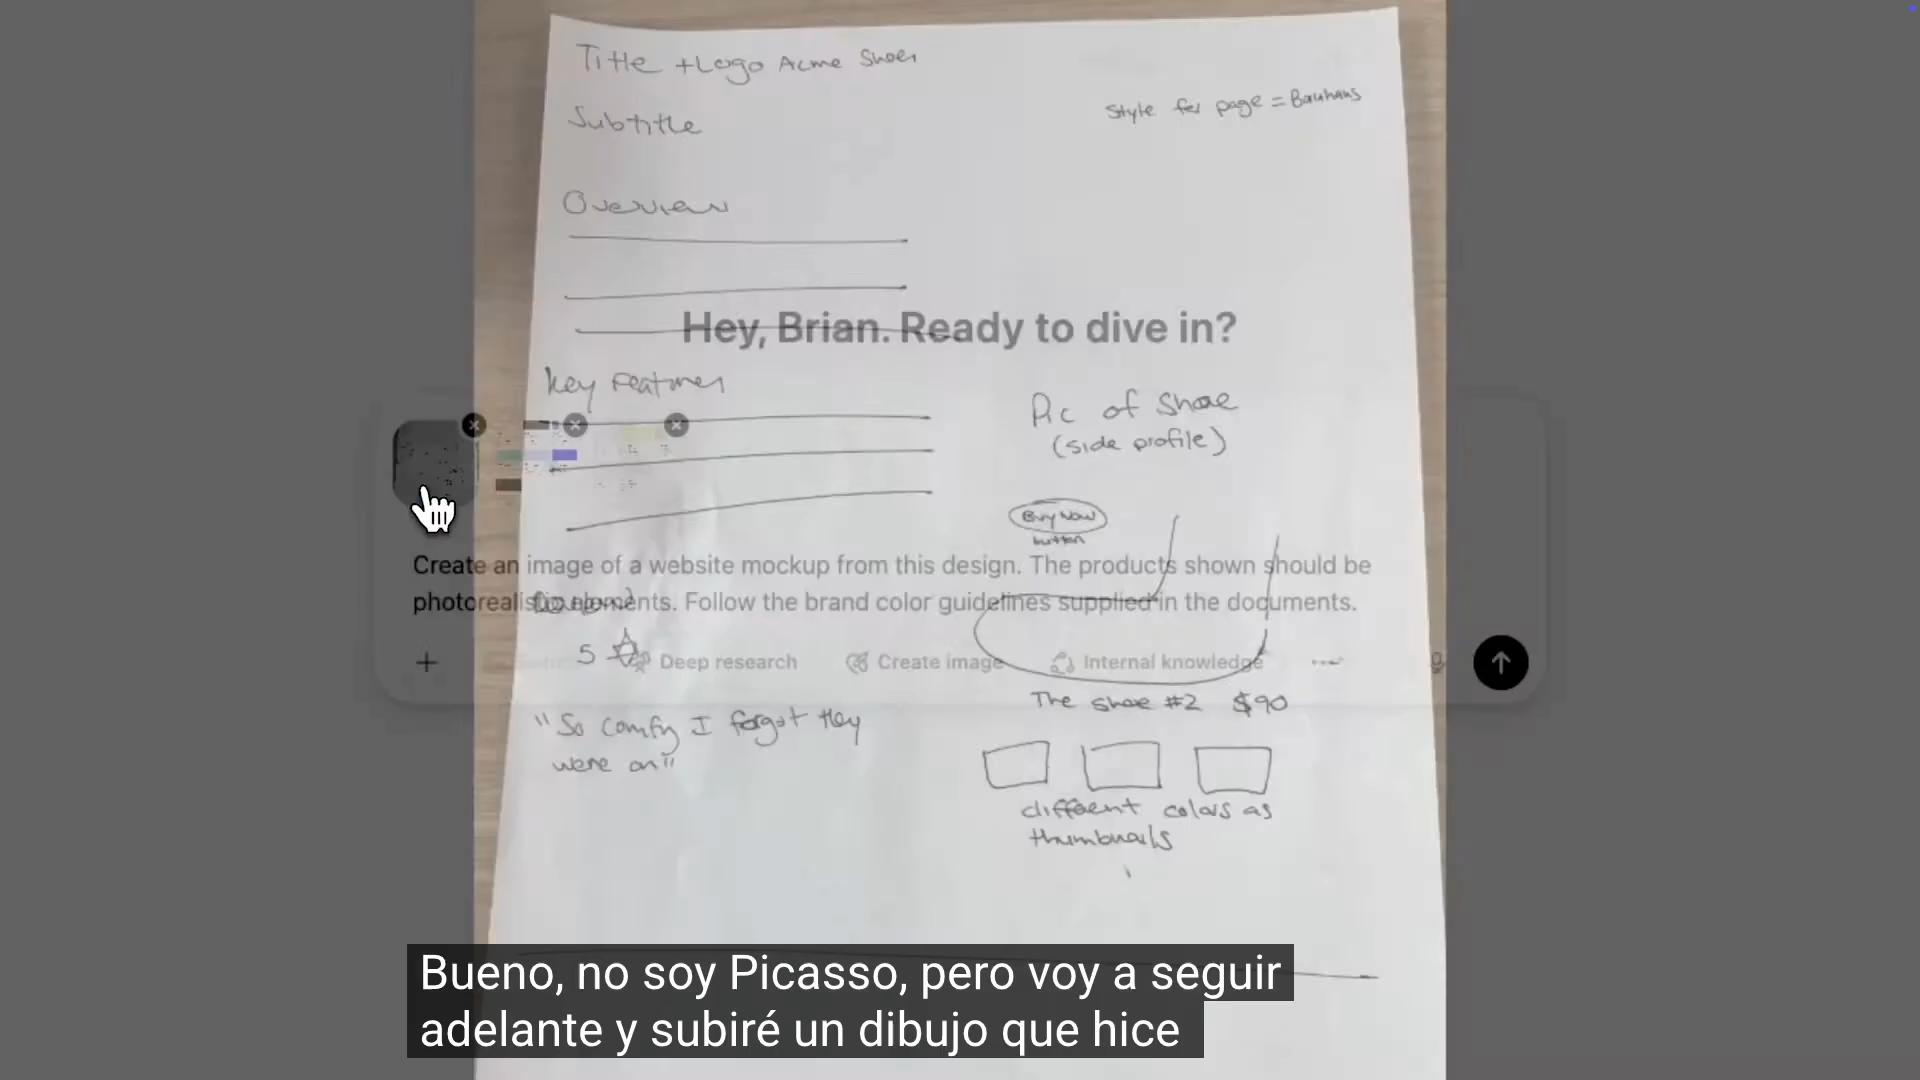 Title + Logo Acme Shoes
Style for page = Bauhaus
Subtitle
Overview
Hey, Brian. Ready to dive in?
Key Features
Pic of Shoe
(side profile)
Buy Now
button
Create an image of a website mockup from this design. The products shown should be
photorealistic elements. Follow the brand color guidelines supplied in the documents.
5
Deep research
Create image
Internal knowledge
The shoe #2 $90
"So comfy I forgot they
were on"
different colors as
thumbnails
Bueno, no soy Picasso, pero voy a seguir
adelante y subiré un dibujo que hice